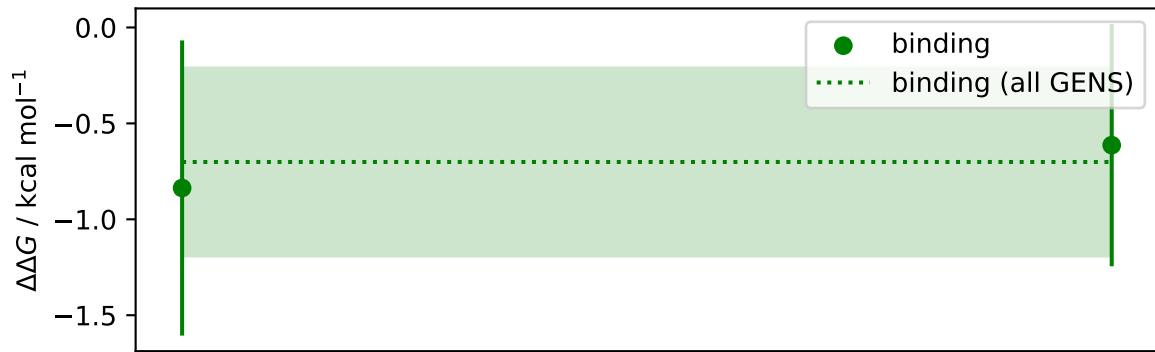 0.0
−0.5
−1.0
−1.5
ΔΔG / kcal mol⁻¹
binding
binding (all GENS)